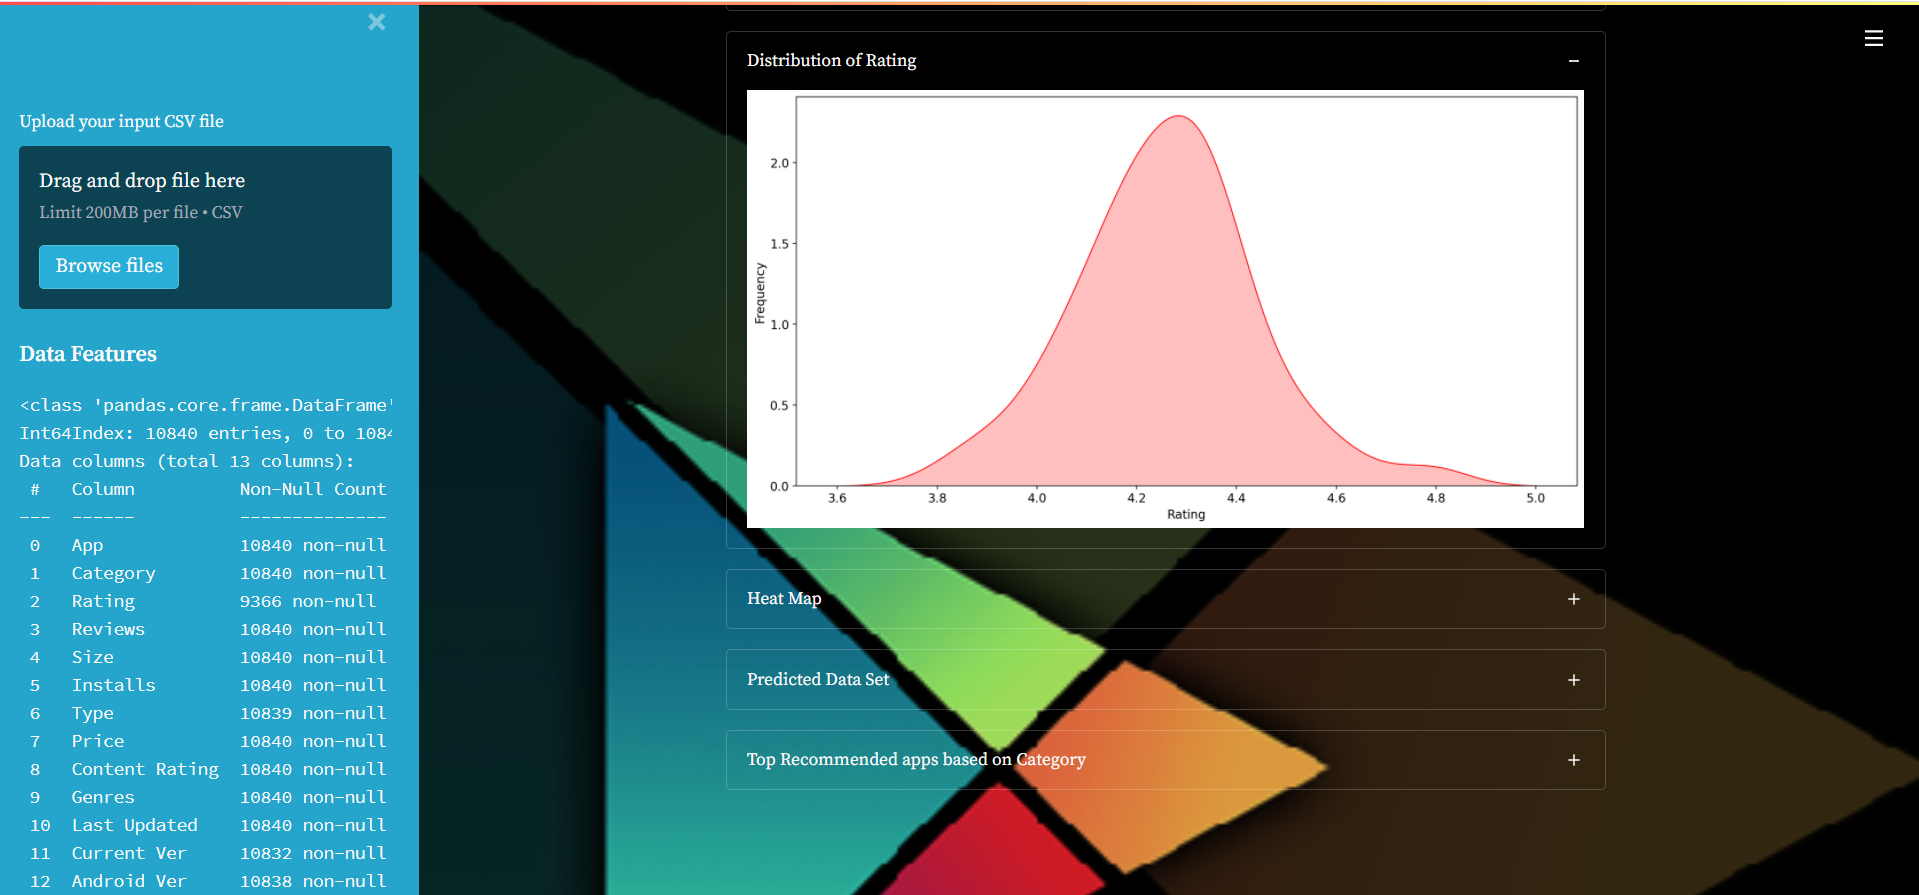 Upload your input CSV file
Drag and drop file here
Limit 200MB per file • CSV
Browse files
Data Features
<class 'pandas.core.frame.DataFrame'
Int64Index: 10840 entries, 0 to 1084
Data columns (total 13 columns):
# Column Non-Null Count
--- ------ --------------
0 App 10840 non-null
1 Category 10840 non-null
2 Rating 9366 non-null
3 Reviews 10840 non-null
4 Size 10840 non-null
5 Installs 10840 non-null
6 Type 10839 non-null
7 Price 10840 non-null
8 Content Rating 10840 non-null
9 Genres 10840 non-null
10 Last Updated 10840 non-null
11 Current Ver 10832 non-null
12 Android Ver 10838 non-null
Distribution of Rating
Frequency
2.0
1.5
1.0
0.5
0.0
3.6 3.8 4.0 4.2 4.4 4.6 4.8 5.0
Rating
Heat Map
Predicted Data Set
Top Recommended apps based on Category